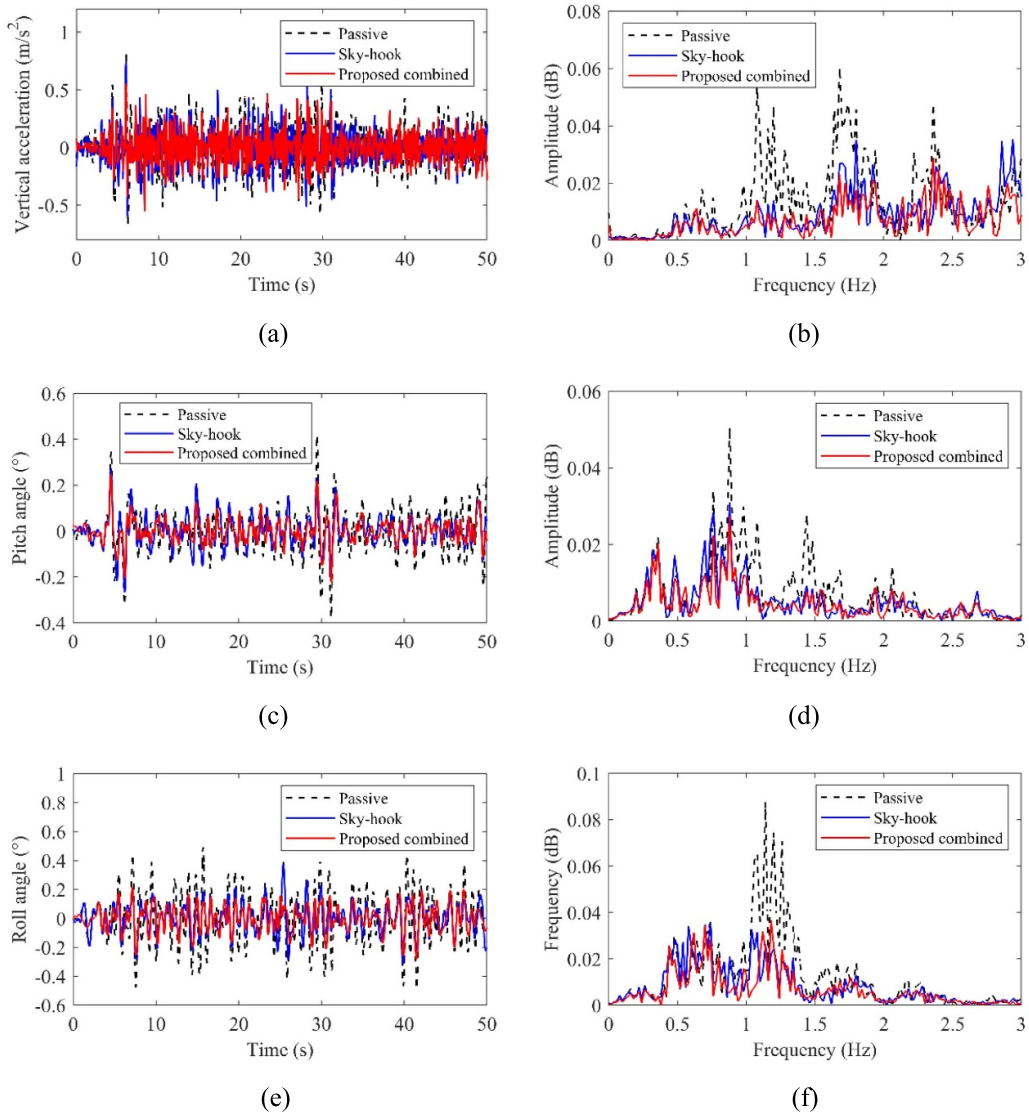 Vertical acceleration (m/s²)
1
0.5
0
-0.5
Passive
Sky-hook
Proposed combined
0 10 20 30 40 50
Time (s)
(a)
Amplitude (dB)
0.08
0.06
0.04
0.02
0
Passive
Sky-hook
Proposed combined
0 0.5 1 1.5 2 2.5 3
Frequency (Hz)
(b)
Pitch angle (°)
0.6
0.4
0.2
0
-0.2
-0.4
Passive
Sky-hook
Proposed combined
0 10 20 30 40 50
Time (s)
(c)
Amplitude (dB)
0.06
0.04
0.02
0
Passive
Sky-hook
Proposed combined
0 0.5 1 1.5 2 2.5 3
Frequency (Hz)
(d)
Roll angle (°)
1
0.8
0.6
0.4
0.2
0
-0.2
-0.4
-0.6
Passive
Sky-hook
Proposed combined
0 10 20 30 40 50
Time (s)
(e)
Frequency (dB)
0.1
0.08
0.06
0.04
0.02
0
Passive
Sky-hook
Proposed combined
0 0.5 1 1.5 2 2.5 3
Frequency (Hz)
(f)